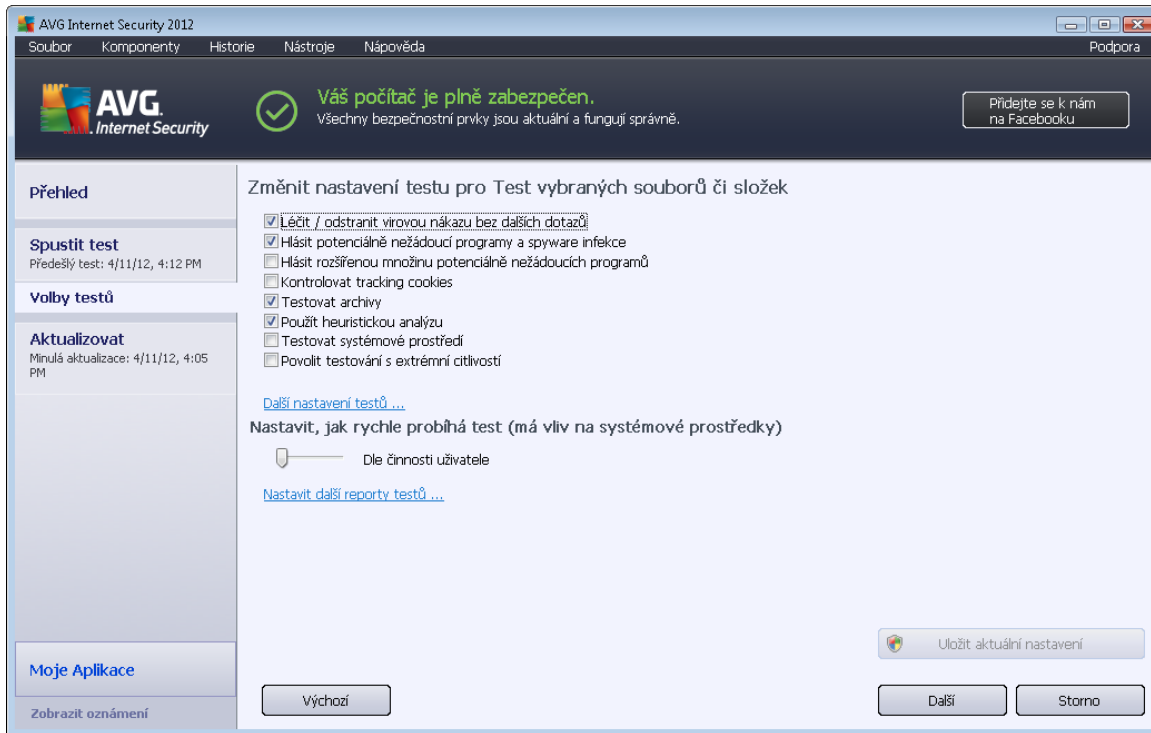 AVG Internet Security 2012
Soubor Komponenty Historie Nástroje Nápověda Podpora
AVG.
Internet Security
Váš počítač je plně zabezpečen.
Všechny bezpečnostní prvky jsou aktuální a fungují správně.
Přidejte se k nám
na Facebooku
Přehled
Spustit test
Předešlý test: 4/11/12, 4:12 PM
Volby testů
Aktualizovat
Minulá aktualizace: 4/11/12, 4:05
PM
Moje Aplikace
Zobrazit oznámení
Změnit nastavení testu pro Test vybraných souborů či složek
Léčit / odstranit virovou nákazu bez dalších dotazů
Hlásit potenciálně nežádoucí programy a spyware infekce
Hlásit rozšířenou množinu potenciálně nežádoucích programů
Kontrolovat tracking cookies
Testovat archivy
Použít heuristickou analýzu
Testovat systémové prostředí
Povolit testování s extrémní citlivostí
Další nastavení testů ...
Nastavit, jak rychle probíhá test (má vliv na systémové prostředky)
Dle činnosti uživatele
Nastavit další reporty testů ...
Uložit aktuální nastavení
Výchozí
Další
Storno